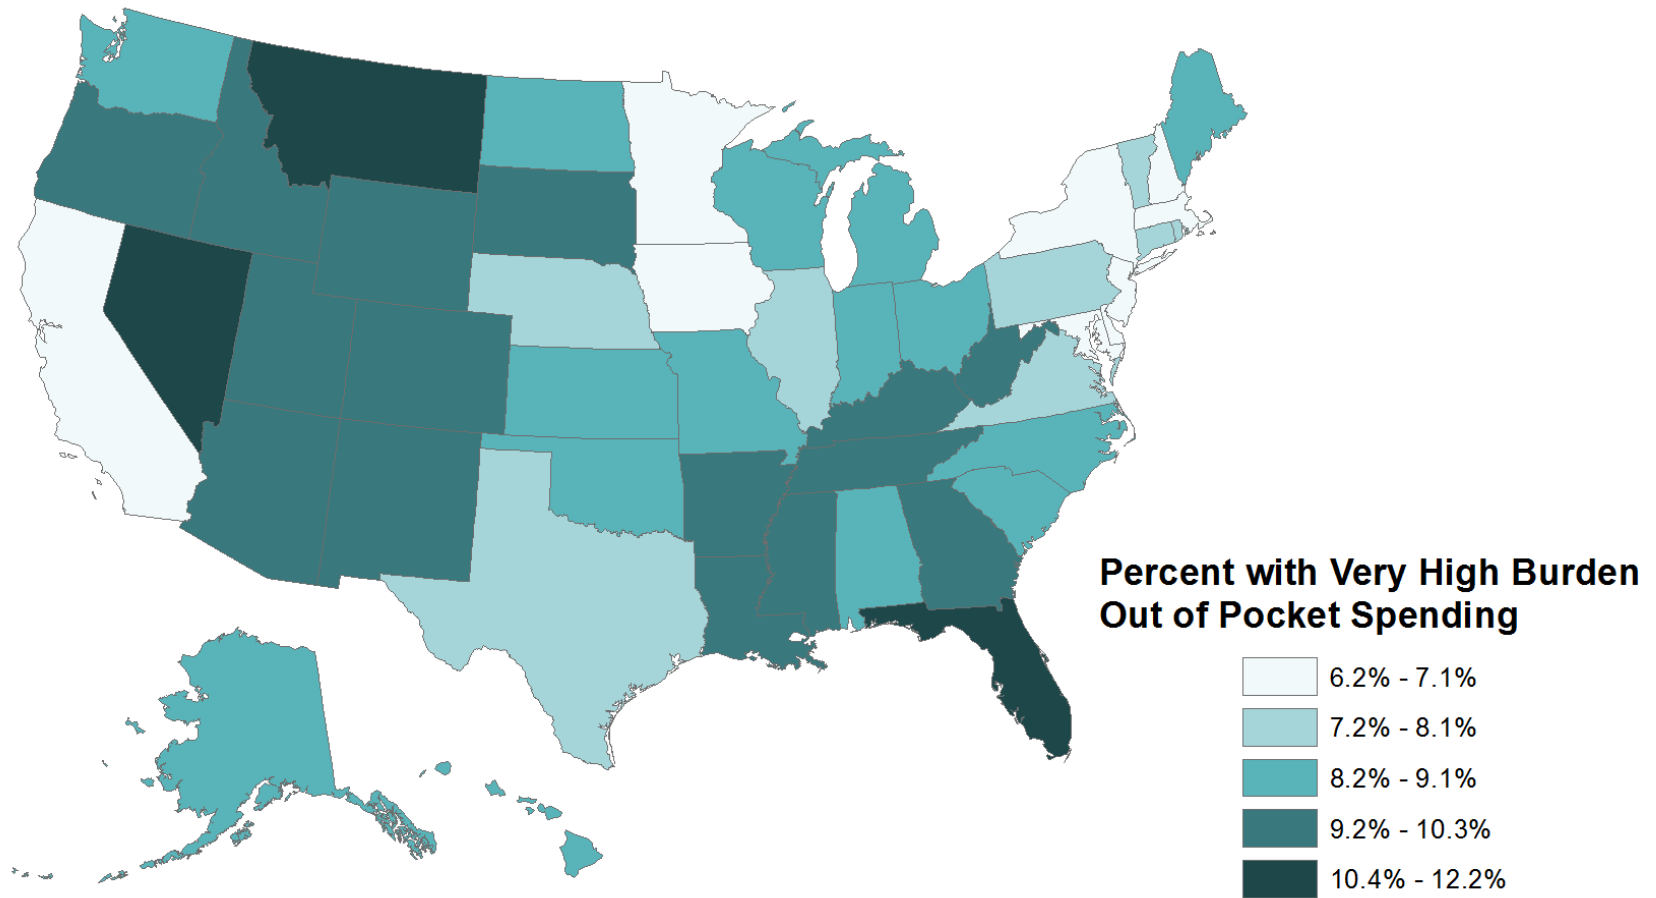 Percent with Very High Burden
Out of Pocket Spending
6.2% - 7.1%
7.2% - 8.1%
8.2% - 9.1%
9.2% - 10.3%
10.4% - 12.2%